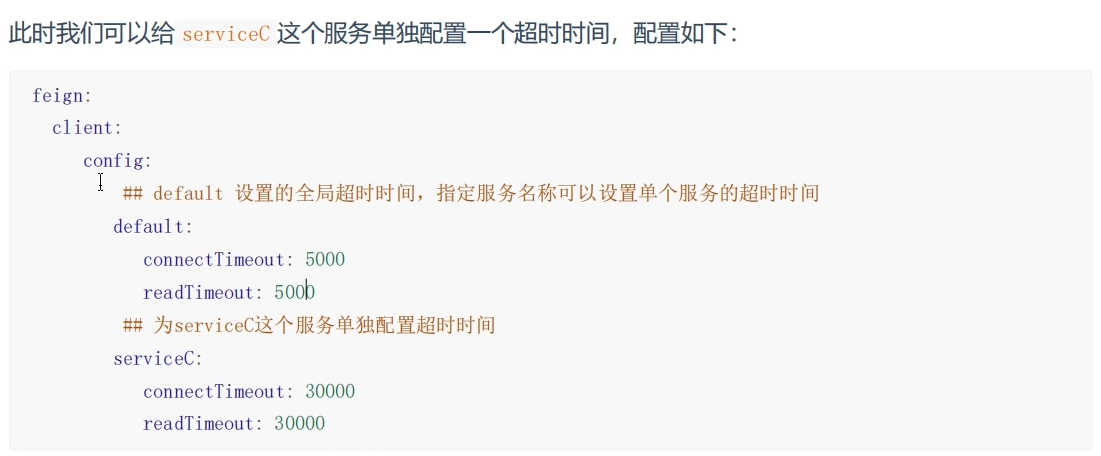 此时我们可以给 serviceC 这个服务单独配置一个超时时间，配置如下：
feign:
  client:
     config:
         ## default 设置的全局超时时间，指定服务名称可以设置单个服务的超时时间
        default:
           connectTimeout: 5000
           readTimeout: 5000
         ## 为serviceC这个服务单独配置超时时间
        serviceC:
           connectTimeout: 30000
           readTimeout: 30000